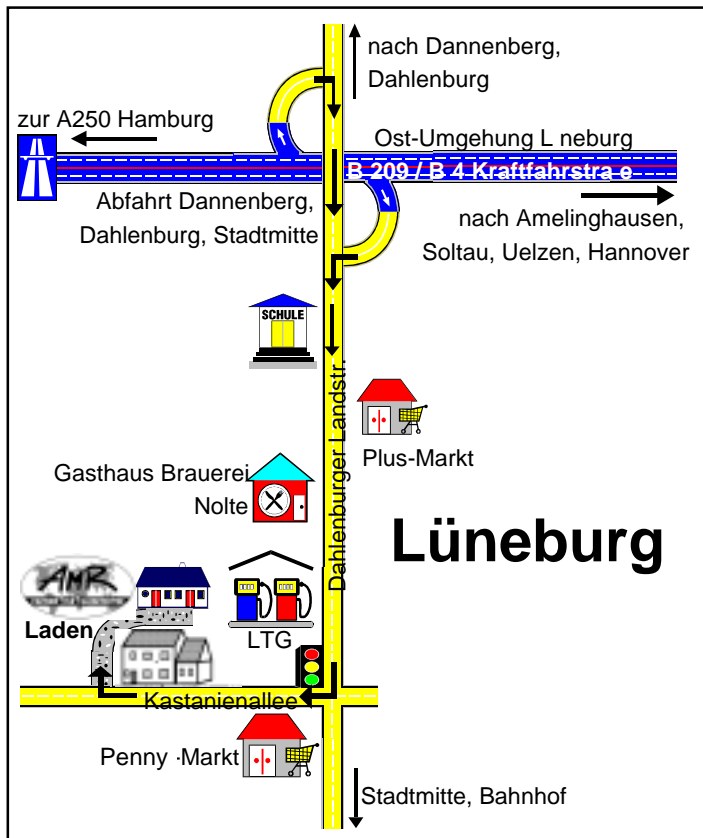 nach Dannenberg,
Dahlenburg
zur A250 Hamburg
Ost-Umgehung L neburg
B 209 / B 4 Kraftfahrstra e
Abfahrt Dannenberg,
Dahlenburg, Stadtmitte
nach Amelinghausen,
Soltau, Uelzen, Hannover
SCHULE
Dahlenburger Landstr.
Plus-Markt
Gasthaus Brauerei
Nolte
Lüneburg
AMR
Laden
LTG
Kastanienallee
Penny -Markt
Stadtmitte, Bahnhof